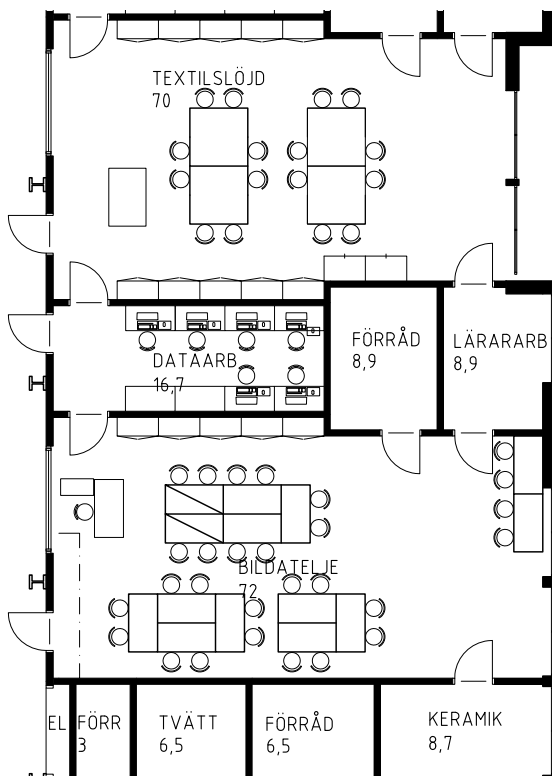 TEXTILSLÖJD
70
FÖRRÅD
8,9
LÄRARARB
8,9
DATAARB
16,7
BILDATELJE
72
EL
FÖRR
3
TVÄTT
6,5
FÖRRÅD
6,5
KERAMIK
8,7